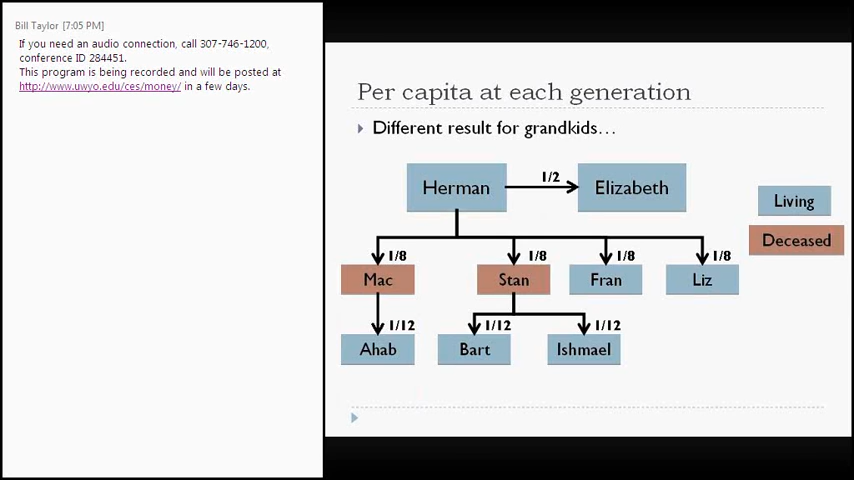 Bill Taylor [7:05 PM]
If you need an audio connection, call 307-746-1200,
conference ID 284451.
This program is being recorded and will be posted at
http://www.uwyo.edu/ces/money/ in a few days.
Per capita at each generation
Different result for grandkids…
Herman
1/2
Elizabeth
Living
Deceased
1/8
1/8
1/8
1/8
Mac
Stan
Fran
Liz
1/12
1/12
1/12
Ahab
Bart
Ishmael